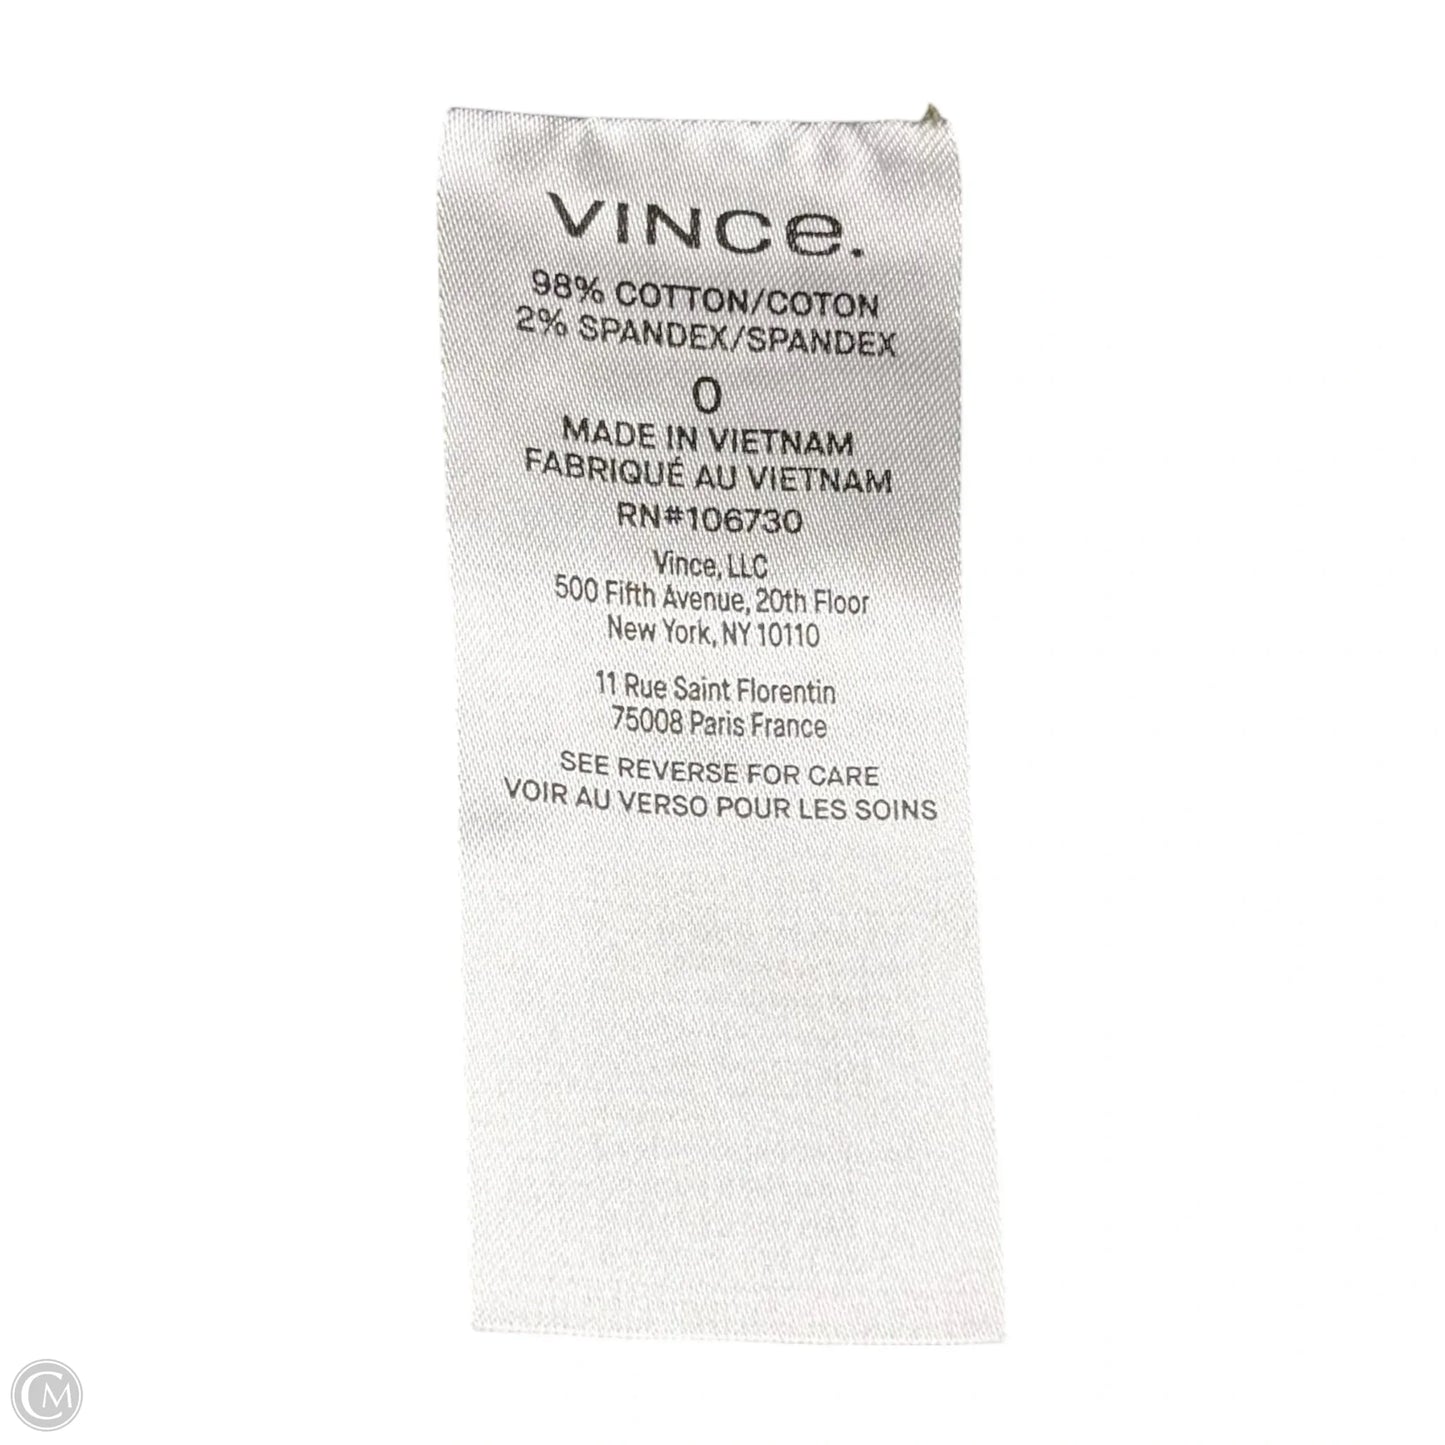 VINCE.
98% COTTON/COTON
2% SPANDEX/SPANDEX
0
MADE IN VIETNAM
FABRIQUÉ AU VIETNAM
RN#106730
Vince, LLC
500 Fifth Avenue, 20th Floor
New York, NY 10110
11 Rue Saint Florentin
75008 Paris France
SEE REVERSE FOR CARE
VOIR AU VERSO POUR LES SOINS
CM